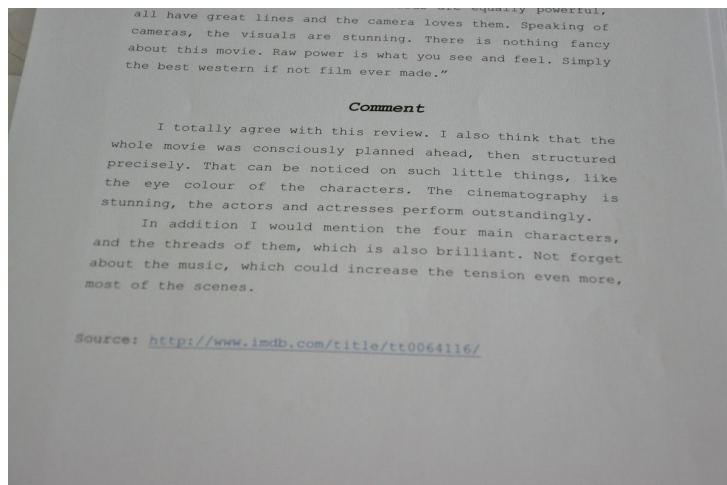 are equally powerful,
all have great lines and the camera loves them. Speaking of
cameras, the visuals are stunning. There is nothing fancy
about this movie. Raw power is what you see and feel. Simply
the best western if not film ever made.”
Comment
I totally agree with this review. I also think that the
whole movie was consciously planned ahead, then structured
precisely. That can be noticed on such little things, like
the eye colour of the characters. The cinematography is
stunning, the actors and actresses perform outstandingly.
In addition I would mention the four main characters,
and the threads of them, which is also brilliant. Not forget
about the music, which could increase the tension even more,
most of the scenes.
Source: http://www.imdb.com/title/tt0064116/